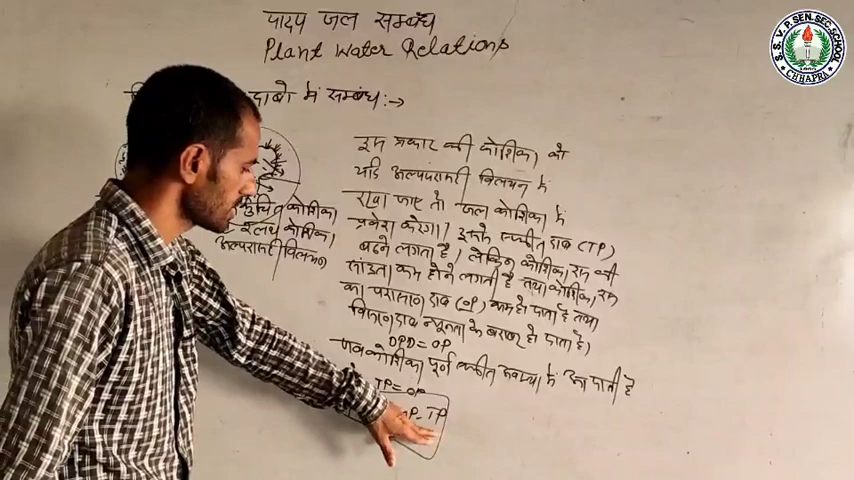 पादप जल सम्बंध
Plant Water Relations
दाबो में सम्बंध:→
इस प्रकार की कोशिका को
यदि अल्पपरासरी विलयन में
रखा जाए तो जल कोशिका में
प्रवेश करेगा। इसके स्फीत दाब (TP)
बढने लगता है। लेकिन कोशिका रस की
सांद्रता कम होने लगती है तथा कोशिका रस
का परासरण दाब (OP) कम हो जाता है तथा
विसरण दाब न्यूनता के बराबर हो जाता है।
DPD = OP
जब कोशिका पूर्ण स्फीत अवस्था में आ जाती है
TP = OP
OP - TP
कुंचित कोशिका
श्लथ कोशिका
अल्पपरासरी विलयन
S.S.V.P.SEN.SEC.SCHOOL
CHHAPRA